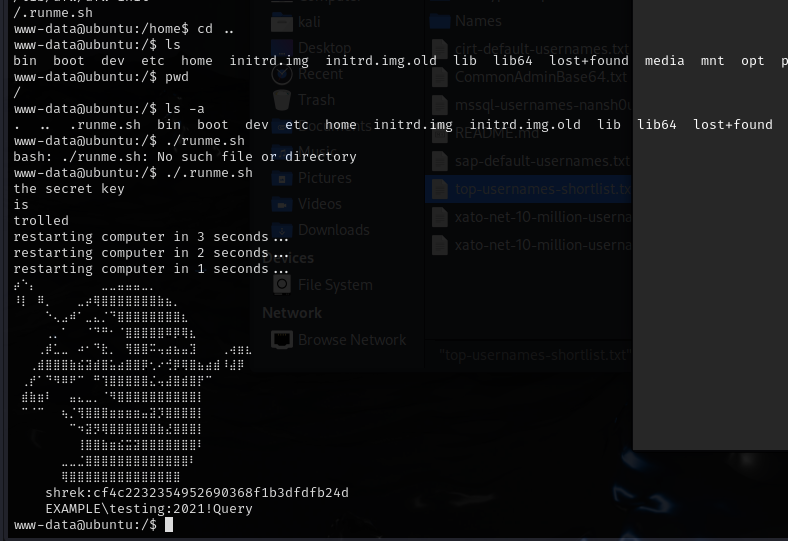 /.runme.sh
www-data@ubuntu:/home$ cd ..
www-data@ubuntu:/$ ls
bin  boot  dev  etc  home  initrd.img  initrd.img.old  lib  lib64  lost+found  media  mnt  opt  p
www-data@ubuntu:/$ pwd
/
www-data@ubuntu:/$ ls -a
.  ..  .runme.sh  bin  boot  dev  etc  home  initrd.img  initrd.img.old  lib  lib64  lost+found
www-data@ubuntu:/$ ./runme.sh
bash: ./runme.sh: No such file or directory
www-data@ubuntu:/$ ./.runme.sh
the secret key
is
trolled
restarting computer in 3 seconds...
restarting computer in 2 seconds...
restarting computer in 1 seconds...
shrek:cf4c2232354952690368f1b3dfdfb24d
EXAMPLE\testing:2021!Query
www-data@ubuntu:/$
kali
Desktop
Recent
Trash
Documents
Music
Pictures
Videos
Downloads
Devices
File System
Network
Browse Network
Names
cirt-default-usernames.txt
CommonAdminBase64.txt
mssql-usernames-nansh0u
README.md
sap-default-usernames.txt
top-usernames-shortlist.tx
xato-net-10-million-userna
xato-net-10-million-userna
"top-usernames-shortlist.txt"